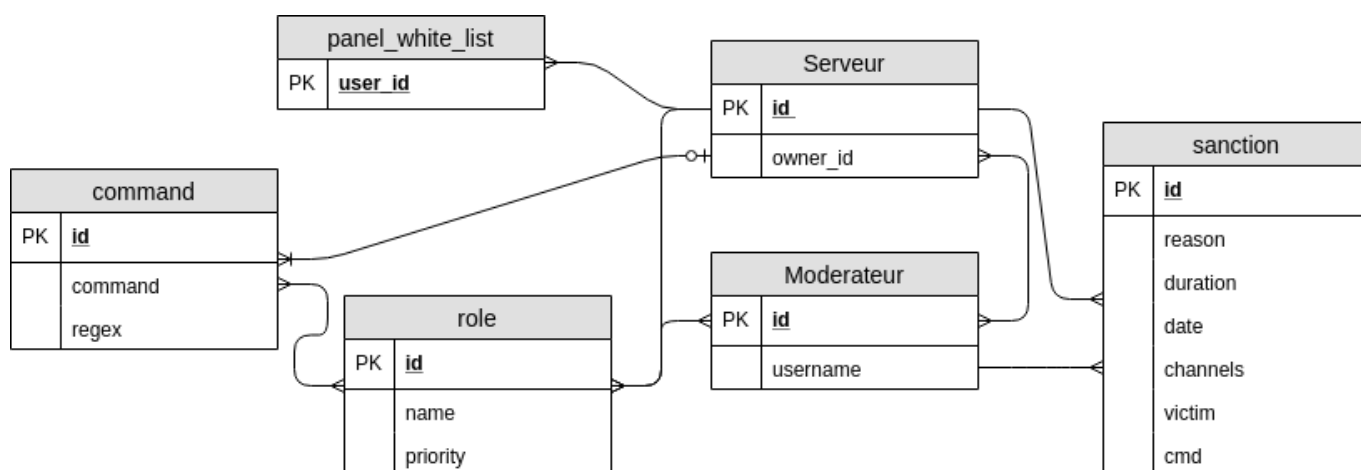 panel_white_list
PK user_id
Serveur
PK id
owner_id
sanction
PK id
reason
duration
date
channels
victim
cmd
command
PK id
command
regex
Moderateur
PK id
username
role
PK id
name
priority